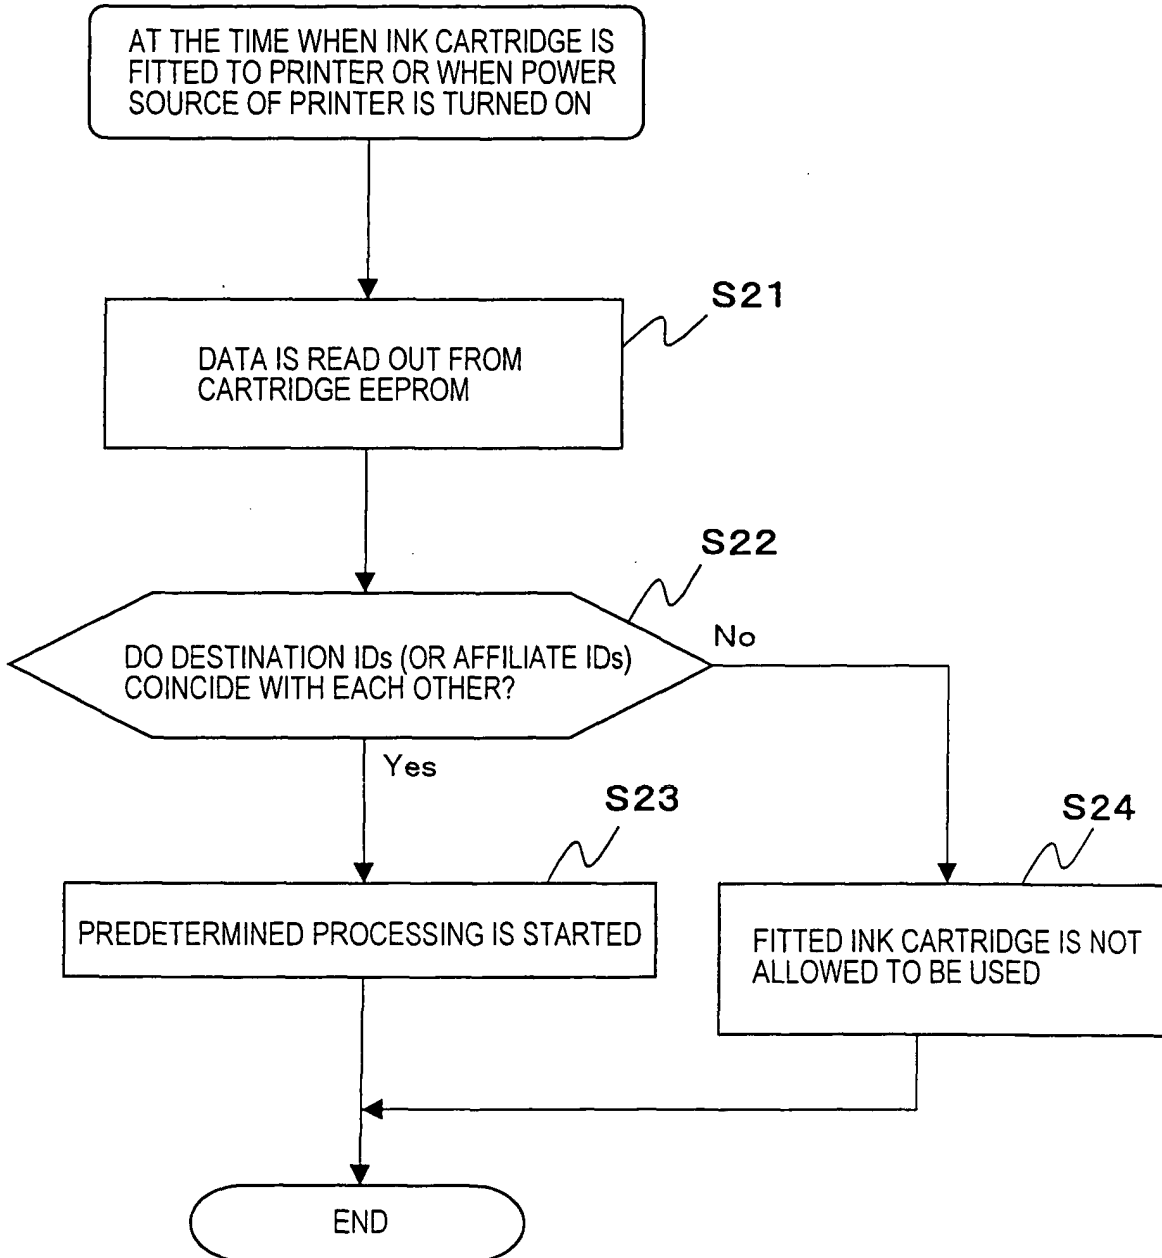 AT THE TIME WHEN INK CARTRIDGE IS
FITTED TO PRINTER OR WHEN POWER
SOURCE OF PRINTER IS TURNED ON
S21
DATA IS READ OUT FROM
CARTRIDGE EEPROM
S22
DO DESTINATION IDs (OR AFFILIATE IDs)
COINCIDE WITH EACH OTHER?
No
Yes
S23
PREDETERMINED PROCESSING IS STARTED
S24
FITTED INK CARTRIDGE IS NOT
ALLOWED TO BE USED
END